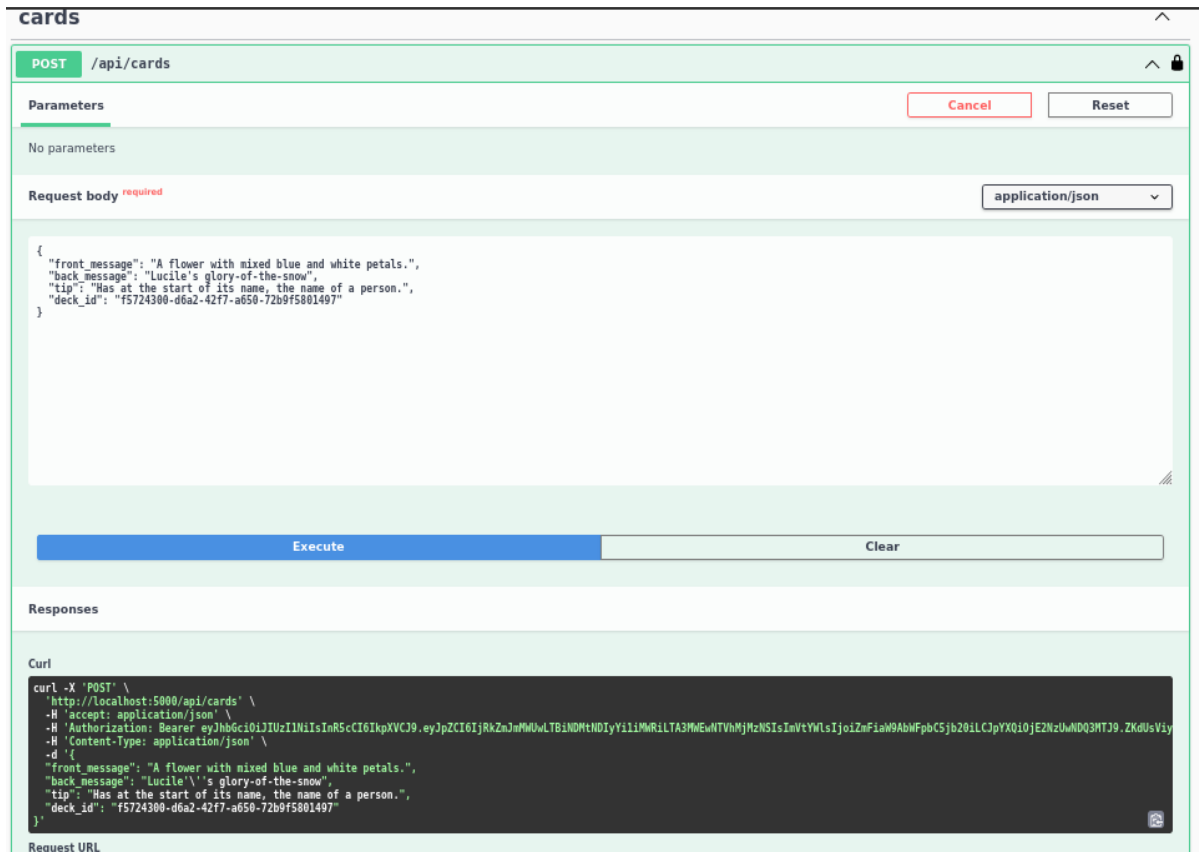 cards
POST /api/cards
Parameters Cancel Reset
No parameters
Request body required application/json
{
"front_message": "A flower with mixed blue and white petals.",
"back_message": "Lucile's glory-of-the-snow",
"tip": "Has at the start of its name, the name of a person.",
"deck_id": "f5724300-d6a2-42f7-a650-72b9f5801497"
}
Execute Clear
Responses
Curl
curl -X 'POST' \
'http://localhost:5000/api/cards' \
-H 'accept: application/json' \
-H 'Authorization: Bearer
-H 'Content-Type: application/json' \
-d '{
"front_message": "A flower with mixed blue and white petals.",
"back_message": "Lucile'\''s glory-of-the-snow",
"tip": "Has at the start of its name, the name of a person.",
"deck_id": "f5724300-d6a2-42f7-a650-72b9f5801497"
}'
Request URL